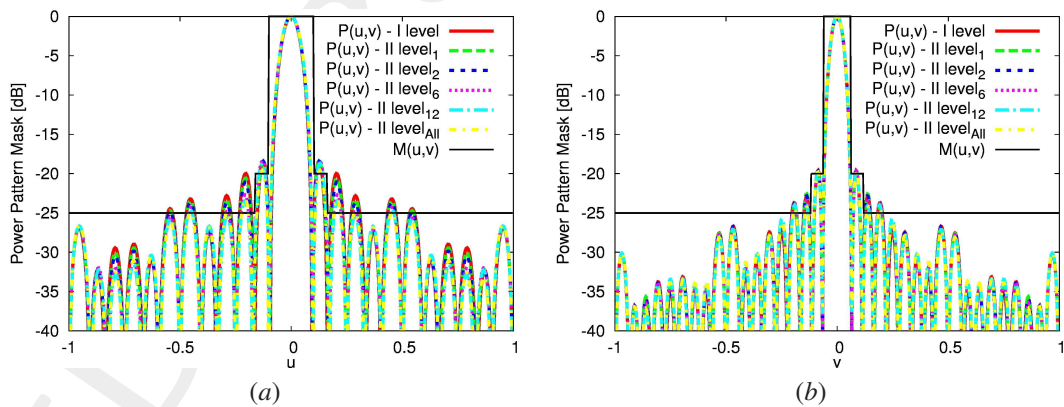 P(u,v) - I level
P(u,v) - II level1
P(u,v) - II level2
P(u,v) - II level6
P(u,v) - II level12
P(u,v) - II levelAll
M(u,v)
Power Pattern Mask [dB]
0
-5
-10
-15
-20
-25
-30
-35
-40
-1
-0.5
0
0.5
1
u
(a)
P(u,v) - I level
P(u,v) - II level1
P(u,v) - II level2
P(u,v) - II level6
P(u,v) - II level12
P(u,v) - II levelAll
M(u,v)
Power Pattern Mask [dB]
0
-5
-10
-15
-20
-25
-30
-35
-40
-1
-0.5
0
0.5
1
v
(b)